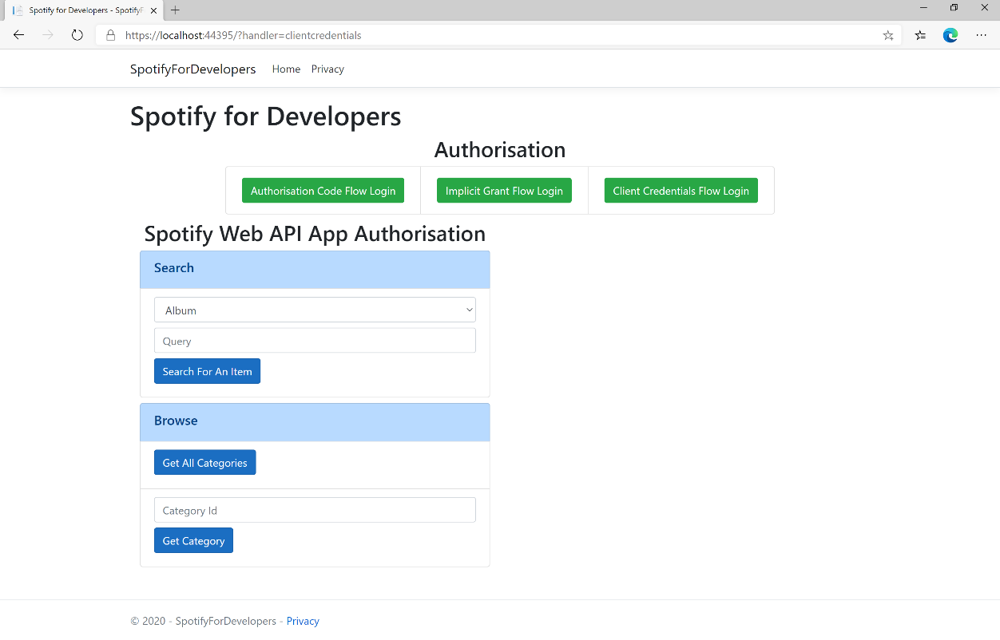 Spotify for Developers - SpotifyF
https://localhost:44395/?handler=clientcredentials
SpotifyForDevelopers Home Privacy
Spotify for Developers
Authorisation
Authorisation Code Flow Login Implicit Grant Flow Login Client Credentials Flow Login
Spotify Web API App Authorisation
Search
Album
Query
Search For An Item
Browse
Get All Categories
Category Id
Get Category
© 2020 - SpotifyForDevelopers - Privacy